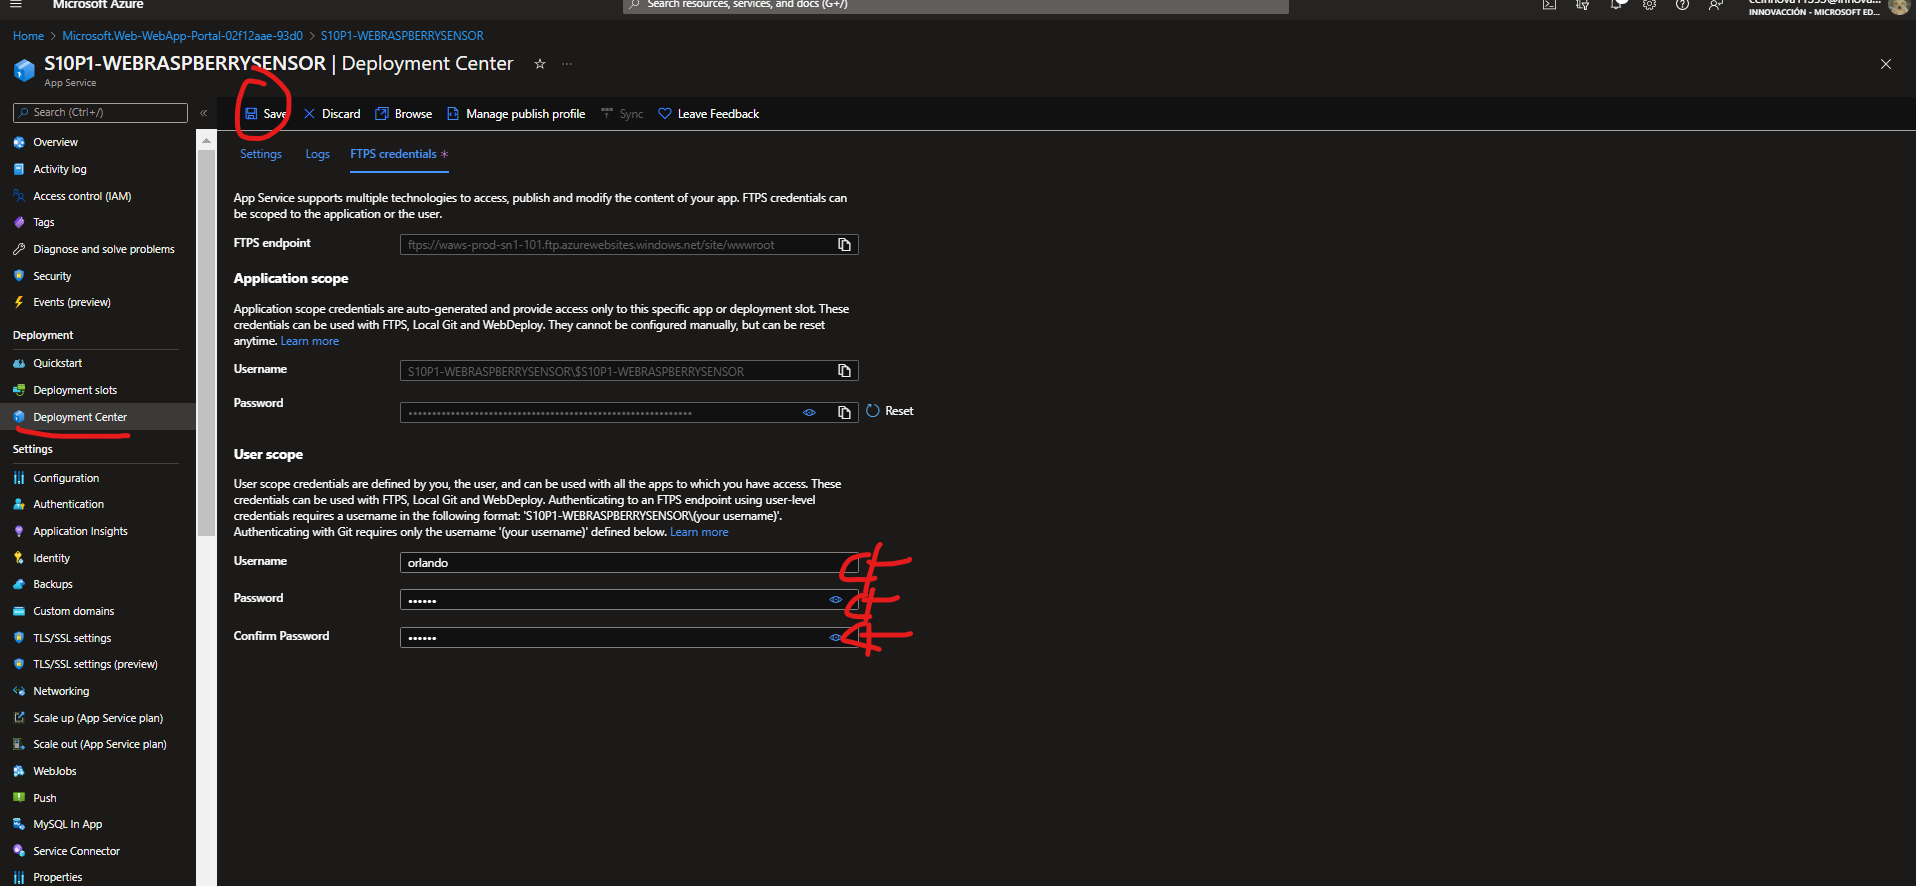 Microsoft Azure
Search resources, services, and docs (G+/)
INNOVACCIÓN - MICROSOFT ED...
Home > Microsoft.Web-WebApp-Portal-02f12aae-93d0 > S10P1-WEBRASPBERRYSENSOR
S10P1-WEBRASPBERRYSENSOR | Deployment Center
App Service
Search (Ctrl+/)
Overview
Activity log
Access control (IAM)
Tags
Diagnose and solve problems
Security
Events (preview)
Deployment
Quickstart
Deployment slots
Deployment Center
Settings
Configuration
Authentication
Application Insights
Identity
Backups
Custom domains
TLS/SSL settings
TLS/SSL settings (preview)
Networking
Scale up (App Service plan)
Scale out (App Service plan)
WebJobs
Push
MySQL In App
Service Connector
Properties
Save Discard Browse Manage publish profile Sync Leave Feedback
Settings Logs FTPS credentials *
App Service supports multiple technologies to access, publish and modify the content of your app. FTPS credentials can
be scoped to the application or the user.
FTPS endpoint ftps://waws-prod-sn1-101.ftp.azurewebsites.windows.net/site/wwwroot
Application scope
Application scope credentials are auto-generated and provide access only to this specific app or deployment slot. These
credentials can be used with FTPS, Local Git and WebDeploy. They cannot be configured manually, but can be reset
anytime. Learn more
Username S10P1-WEBRASPBERRYSENSOR\$S10P1-WEBRASPBERRYSENSOR
Password Reset
User scope
User scope credentials are defined by you, the user, and can be used with all the apps to which you have access. These
credentials can be used with FTPS, Local Git and WebDeploy. Authenticating to an FTPS endpoint using user-level
credentials requires a username in the following format: 'S10P1-WEBRASPBERRYSENSOR\(your username)'.
Authenticating with Git requires only the username '(your username)' defined below. Learn more
Username orlando
Password
Confirm Password